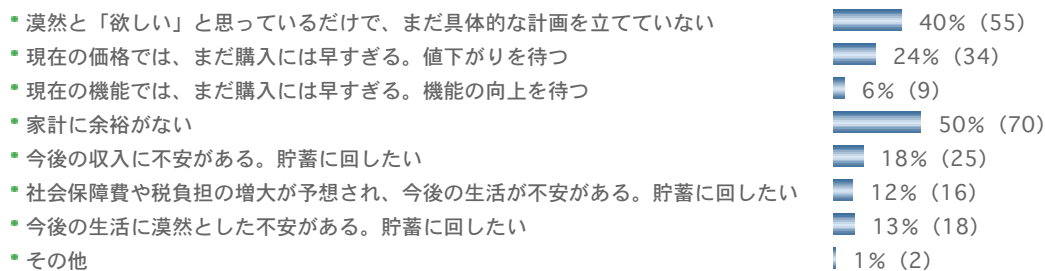 漠然と「欲しい」と思っているだけで、まだ具体的な計画を立てていない 40% (55)
現在の価格では、まだ購入には早すぎる。値下がりを待つ 24% (34)
現在の機能では、まだ購入には早すぎる。機能の向上を待つ 6% (9)
家計に余裕がない 50% (70)
今後の収入に不安がある。貯蓄に回したい 18% (25)
社会保障費や税負担の増大が予想され、今後の生活が不安がある。貯蓄に回したい 12% (16)
今後の生活に漠然とした不安がある。貯蓄に回したい 13% (18)
その他 1% (2)